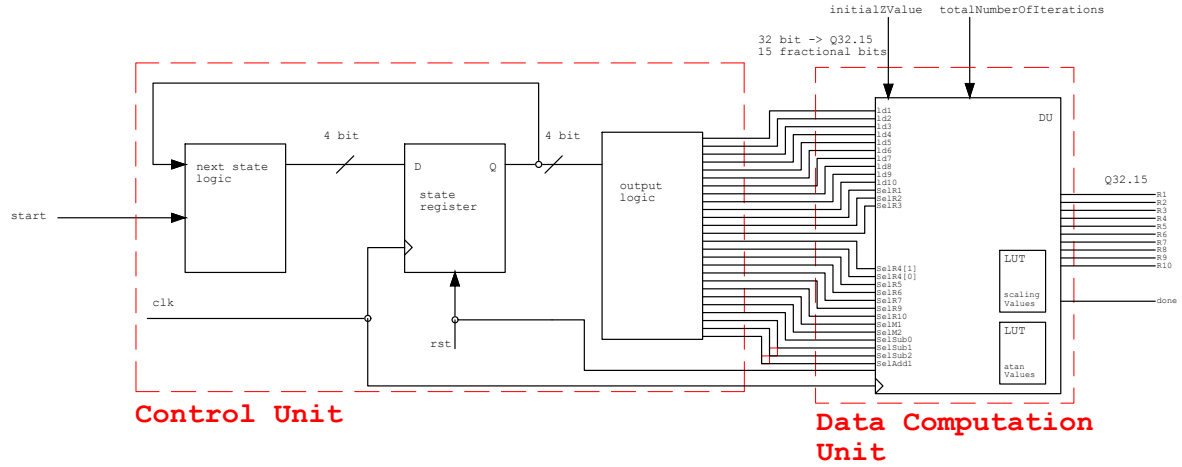 initialZValue totalNumberOfIterations
32 bit -> Q32.15
15 fractional bits
4 bit
4 bit
next state
logic
D
Q
state
register
output
logic
start
clk
rst
Control Unit
ld1
ld2
ld3
ld4
ld5
ld6
ld7
ld8
ld9
ld10
SelR1
SelR2
SelR3
SelR4[1]
SelR4[0]
SelR5
SelR6
SelR7
SelR9
SelR10
SelM1
SelM2
SelSub0
SelSub1
SelSub2
SelAdd1
DU
LUT
scaling
Values
LUT
atan
Values
Q32.15
R1
R2
R3
R4
R5
R6
R7
R8
R9
R10
done
Data Computation
Unit